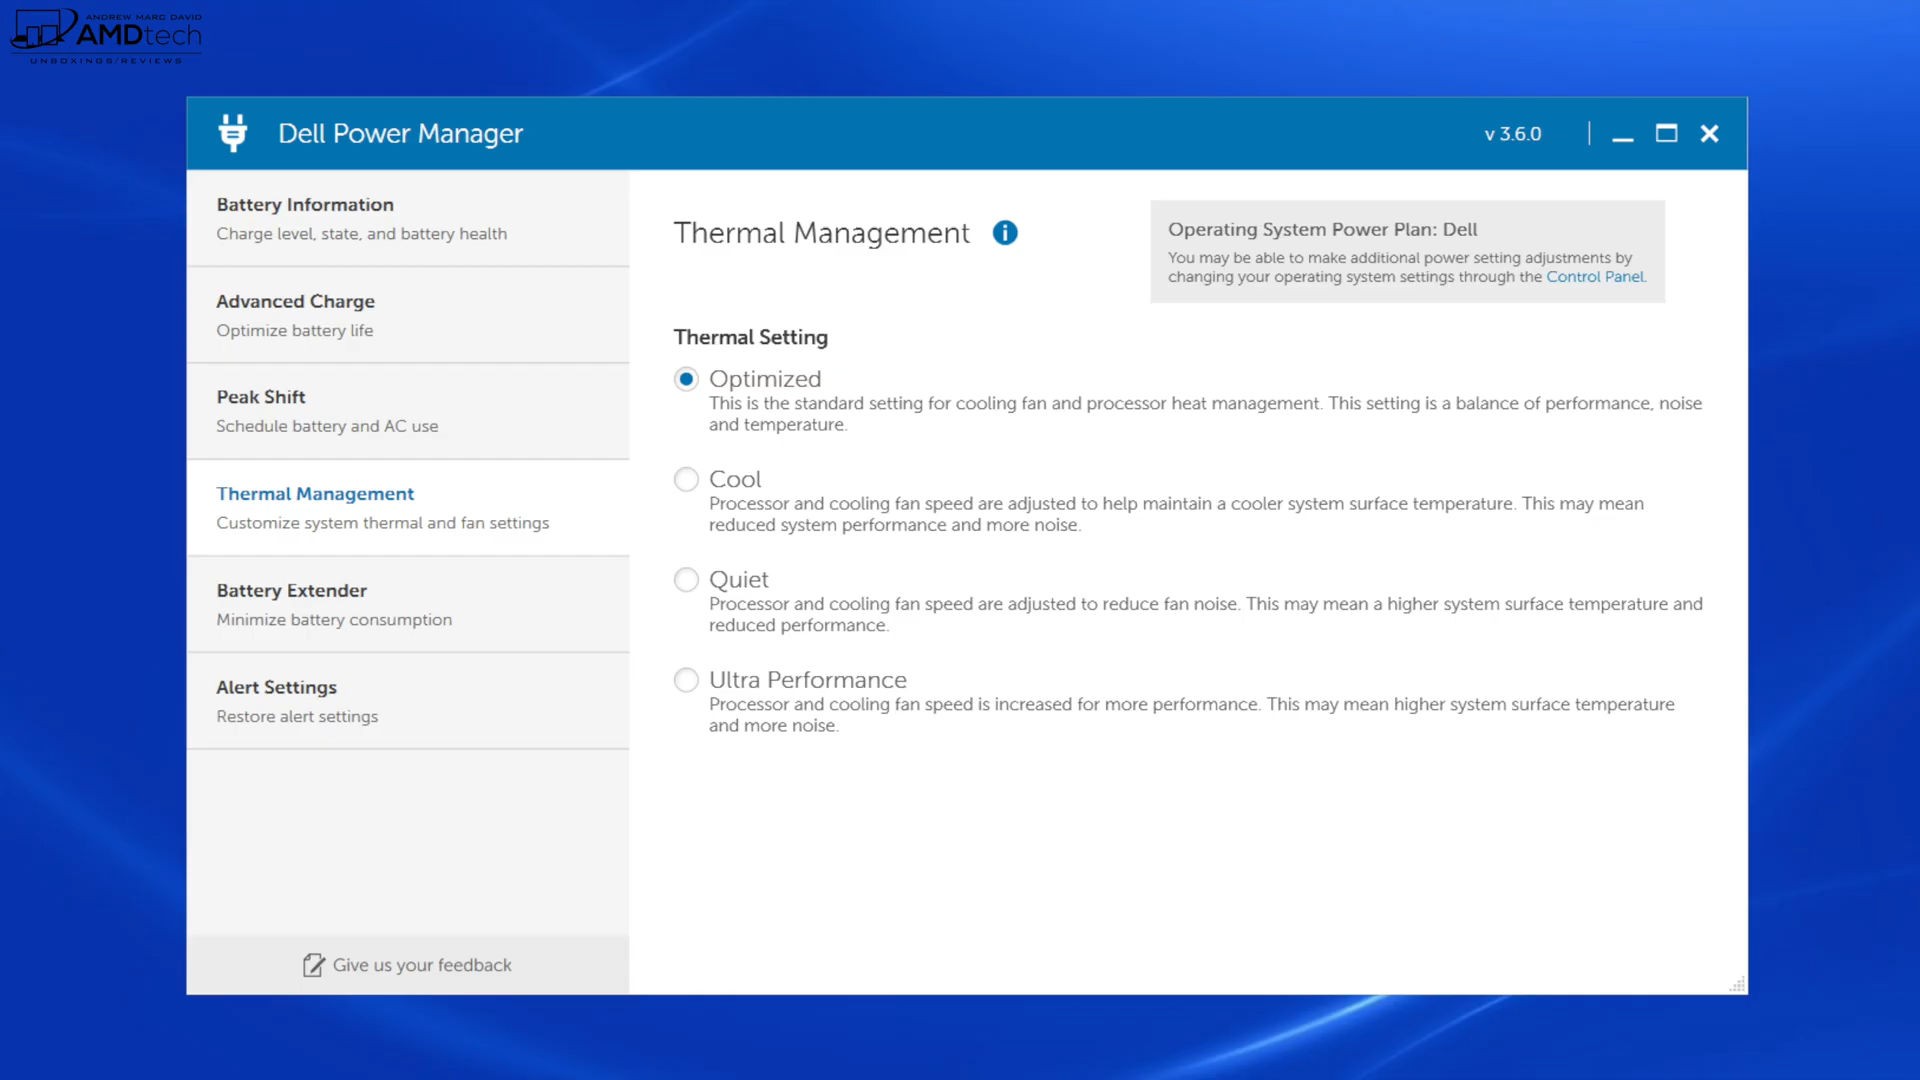 ANDREW MARC DAVID
AMDtech
UNBOXINGS/REVIEWS
Dell Power Manager
v 3.6.0
Battery Information
Charge level, state, and battery health
Advanced Charge
Optimize battery life
Peak Shift
Schedule battery and AC use
Thermal Management
Customize system thermal and fan settings
Battery Extender
Minimize battery consumption
Alert Settings
Restore alert settings
Give us your feedback
Thermal Management
Operating System Power Plan: Dell
You may be able to make additional power setting adjustments by
changing your operating system settings through the Control Panel.
Thermal Setting
Optimized
This is the standard setting for cooling fan and processor heat management. This setting is a balance of performance, noise
and temperature.
Cool
Processor and cooling fan speed are adjusted to help maintain a cooler system surface temperature. This may mean
reduced system performance and more noise.
Quiet
Processor and cooling fan speed are adjusted to reduce fan noise. This may mean a higher system surface temperature and
reduced performance.
Ultra Performance
Processor and cooling fan speed is increased for more performance. This may mean higher system surface temperature
and more noise.